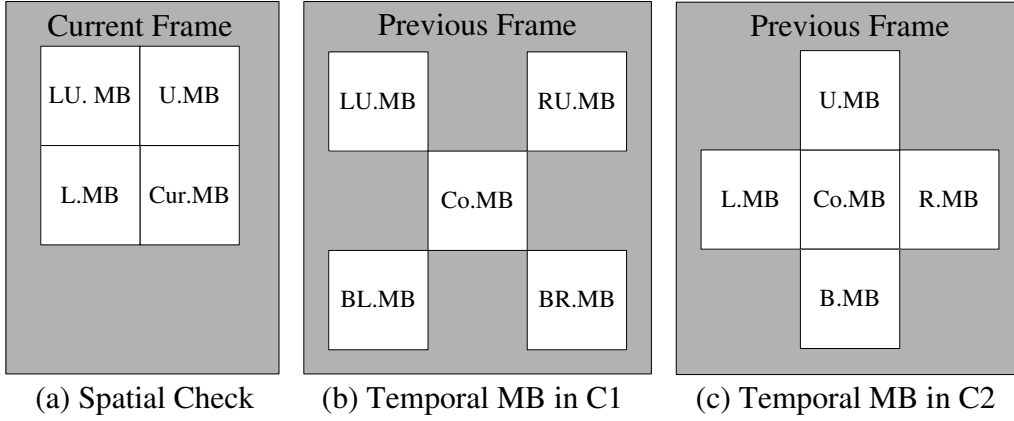 Current Frame
LU. MB U.MB
L.MB Cur.MB
(a) Spatial Check
Previous Frame
LU.MB RU.MB
Co.MB
BL.MB BR.MB
(b) Temporal MB in C1
Previous Frame
U.MB
L.MB Co.MB R.MB
B.MB
(c) Temporal MB in C2